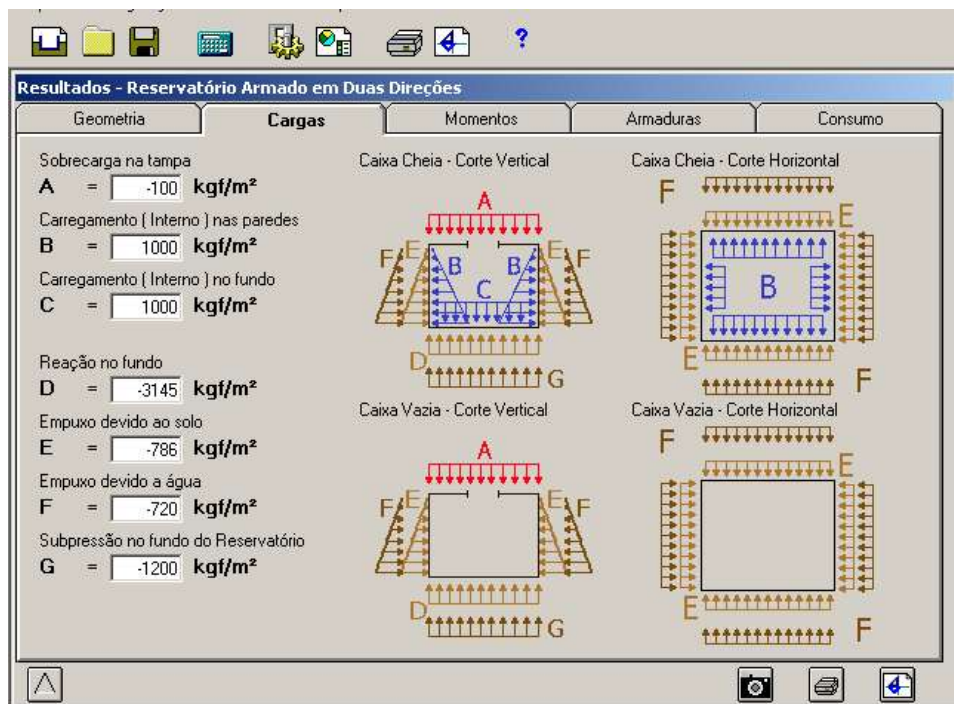 Resultados - Reservatório Armado em Duas Direções
Geometria Cargas Momentos Armaduras Consumo
Sobrecarga na tampa
A = -100 kgf/m²
Carregamento ( Interno ) nas paredes
B = 1000 kgf/m²
Carregamento ( Interno ) no fundo
C = 1000 kgf/m²
Reação no fundo
D = -3145 kgf/m²
Empuxo devido ao solo
E = -786 kgf/m²
Empuxo devido a água
F = -720 kgf/m²
Subpressão no fundo do Reservatório
G = -1200 kgf/m²
Caixa Cheia - Corte Vertical
A
F E B B E F
C
D
G
Caixa Cheia - Corte Horizontal
F
E
B
E
F
Caixa Vazia - Corte Vertical
A
F E E F
D
G
Caixa Vazia - Corte Horizontal
F
E
E
F